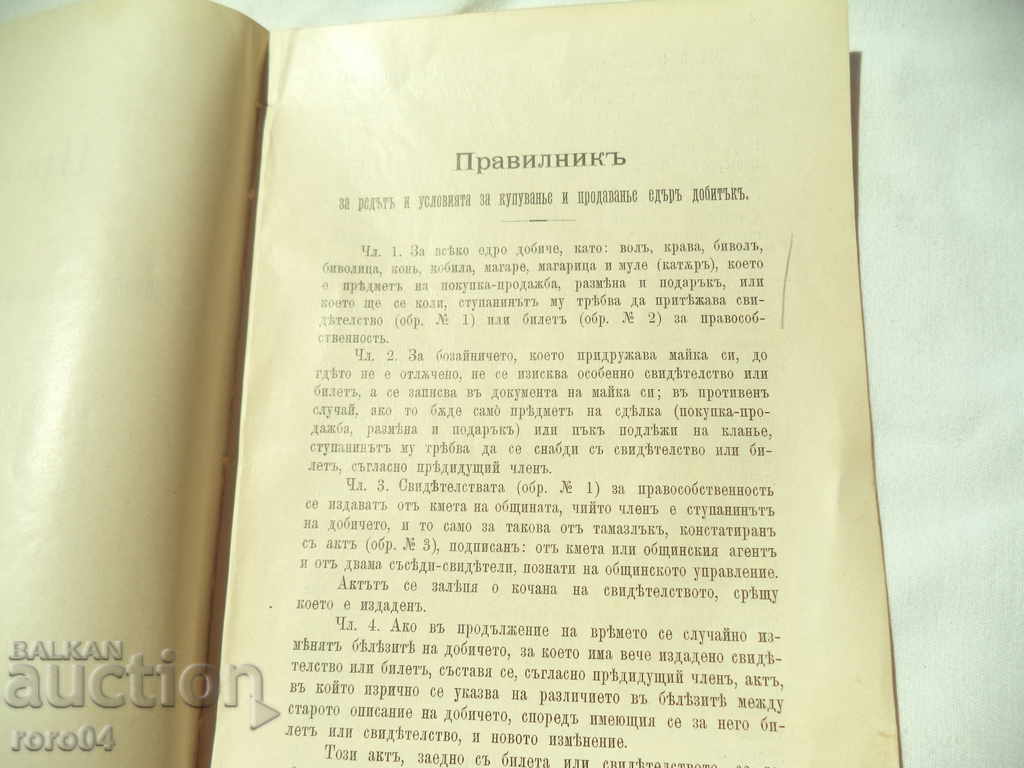 Правилникъ
за редътъ и условията за купуванье и продаванье едъръ добитъкъ.
Чл. 1. За всѣко едро добиче, като: волъ, крава, биволъ,
биволица, конь, кобила, магаре, магарица и муле (катѫръ), което
е прѣдметъ на покупка-продажба, размѣна и подаръкъ, или
което ще се коли, ступанинътъ му трѣбва да притѣжава сви-
дѣтелство (обр. № 1) или билетъ (обр. № 2) за правособ-
ственность.
Чл. 2. За бозайничето, което придружава майка си, до
гдѣто не е отлѫчено, не се изисква особенно свидѣтелство или
билетъ, а се записва въ документа на майка си; въ противенъ
случай, ако то бѫде само̀ прѣдметъ на сдѣлка (покупка-про-
дажба, размѣна и подаръкъ) или пъкъ подлѣжи на кланье,
ступанинътъ му трѣбва да се снабди съ свидѣтелство или би-
летъ, съгласно прѣдидущий членъ.
Чл. 3. Свидѣтелствата (обр. № 1) за правособственность
се издаватъ отъ кмета на общината, чийто членъ е ступанинътъ
на добичето, и то само за такова отъ тамазлъкъ, констатиранъ
съ актъ (обр. № 3), подписанъ: отъ кмета или общинския агентъ
и отъ двама съсѣди-свидѣтели, познати на общинското управление.
Актътъ се залѣпя о кочана на свидѣтелството, срѣщу
което е издаденъ.
Чл. 4. Ако въ продължение на врѣмето се случайно из-
мѣнятъ бѣлѣзитѣ на добичето, за което има вече издадено свидѣ-
телство или билетъ, съставя се, съгласно прѣдидущий членъ, актъ,
въ който изрично се указва на различието въ бѣлѣзитѣ между
старото описание на добичето, споредъ имеющия се за него би-
летъ или свидѣтелство, и новото измѣнение.
Този актъ, заедно съ билета или свидѣтелството,
BALKAN
auction
roro04